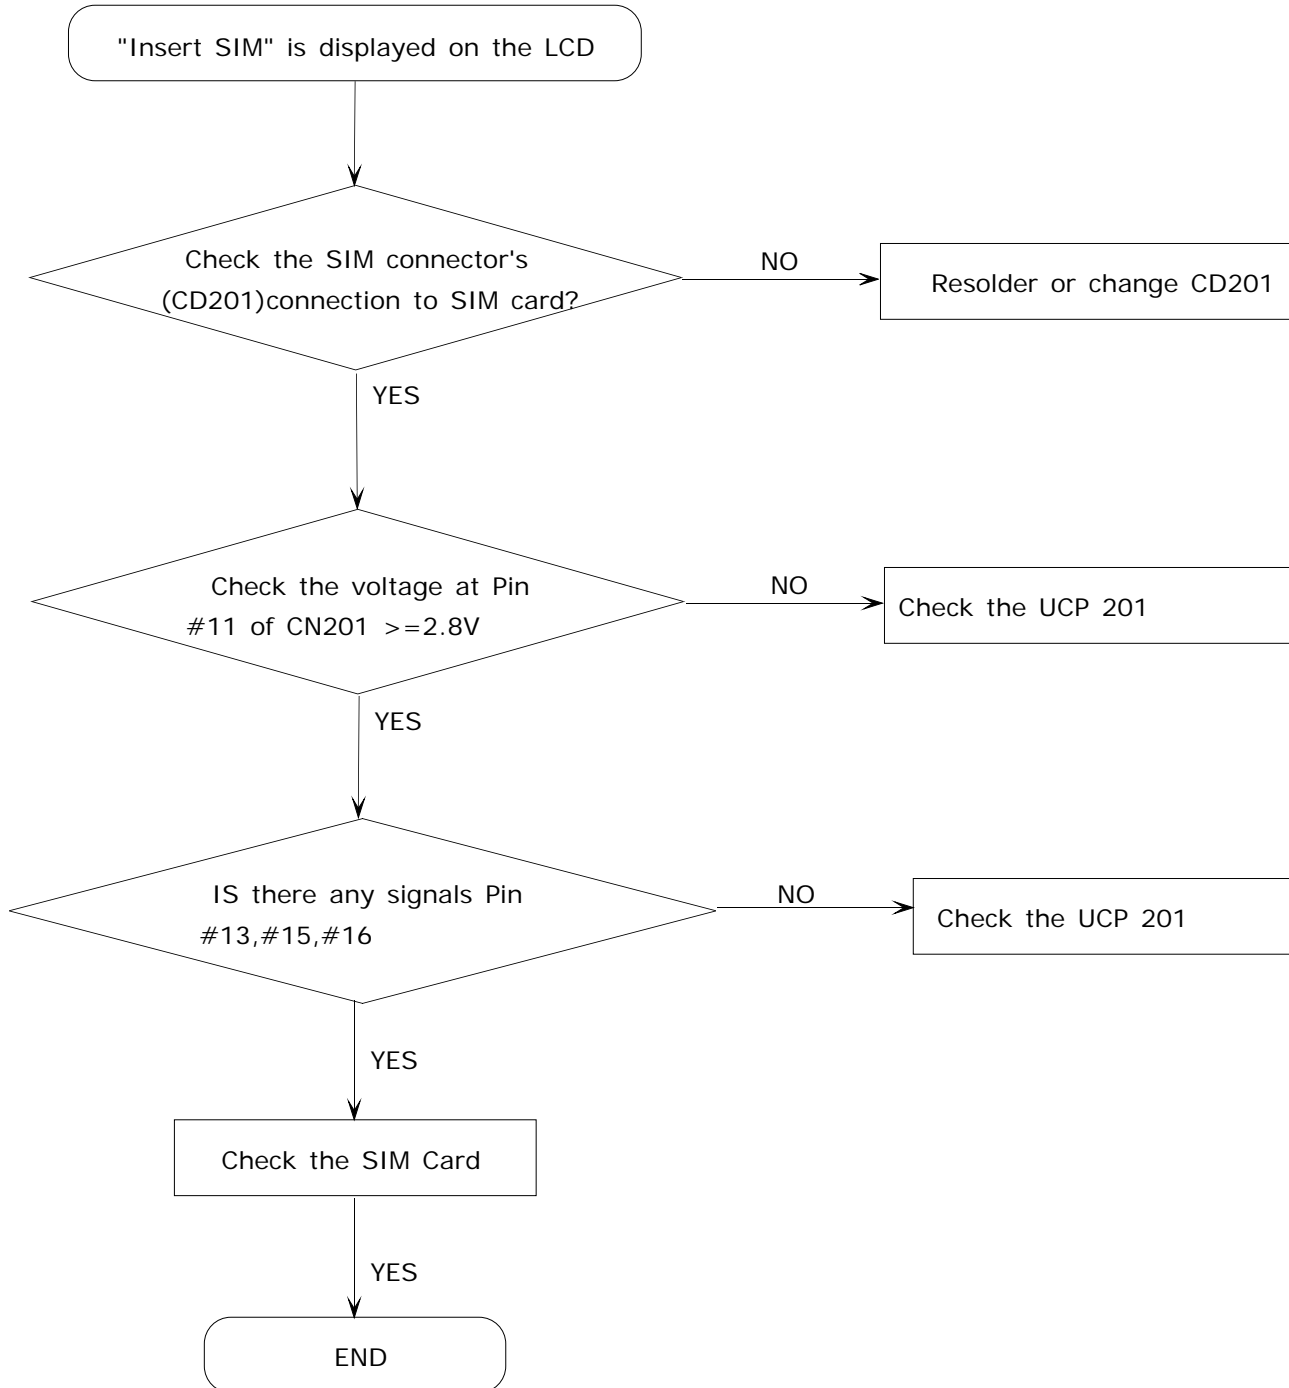 "Insert SIM" is displayed on the LCD
Check the SIM connector's
(CD201)connection to SIM card?
NO
Resolder or change CD201
YES
Check the voltage at Pin
#11 of CN201 >=2.8V
NO
Check the UCP 201
YES
IS there any signals Pin
#13,#15,#16
NO
Check the UCP 201
YES
Check the SIM Card
YES
END